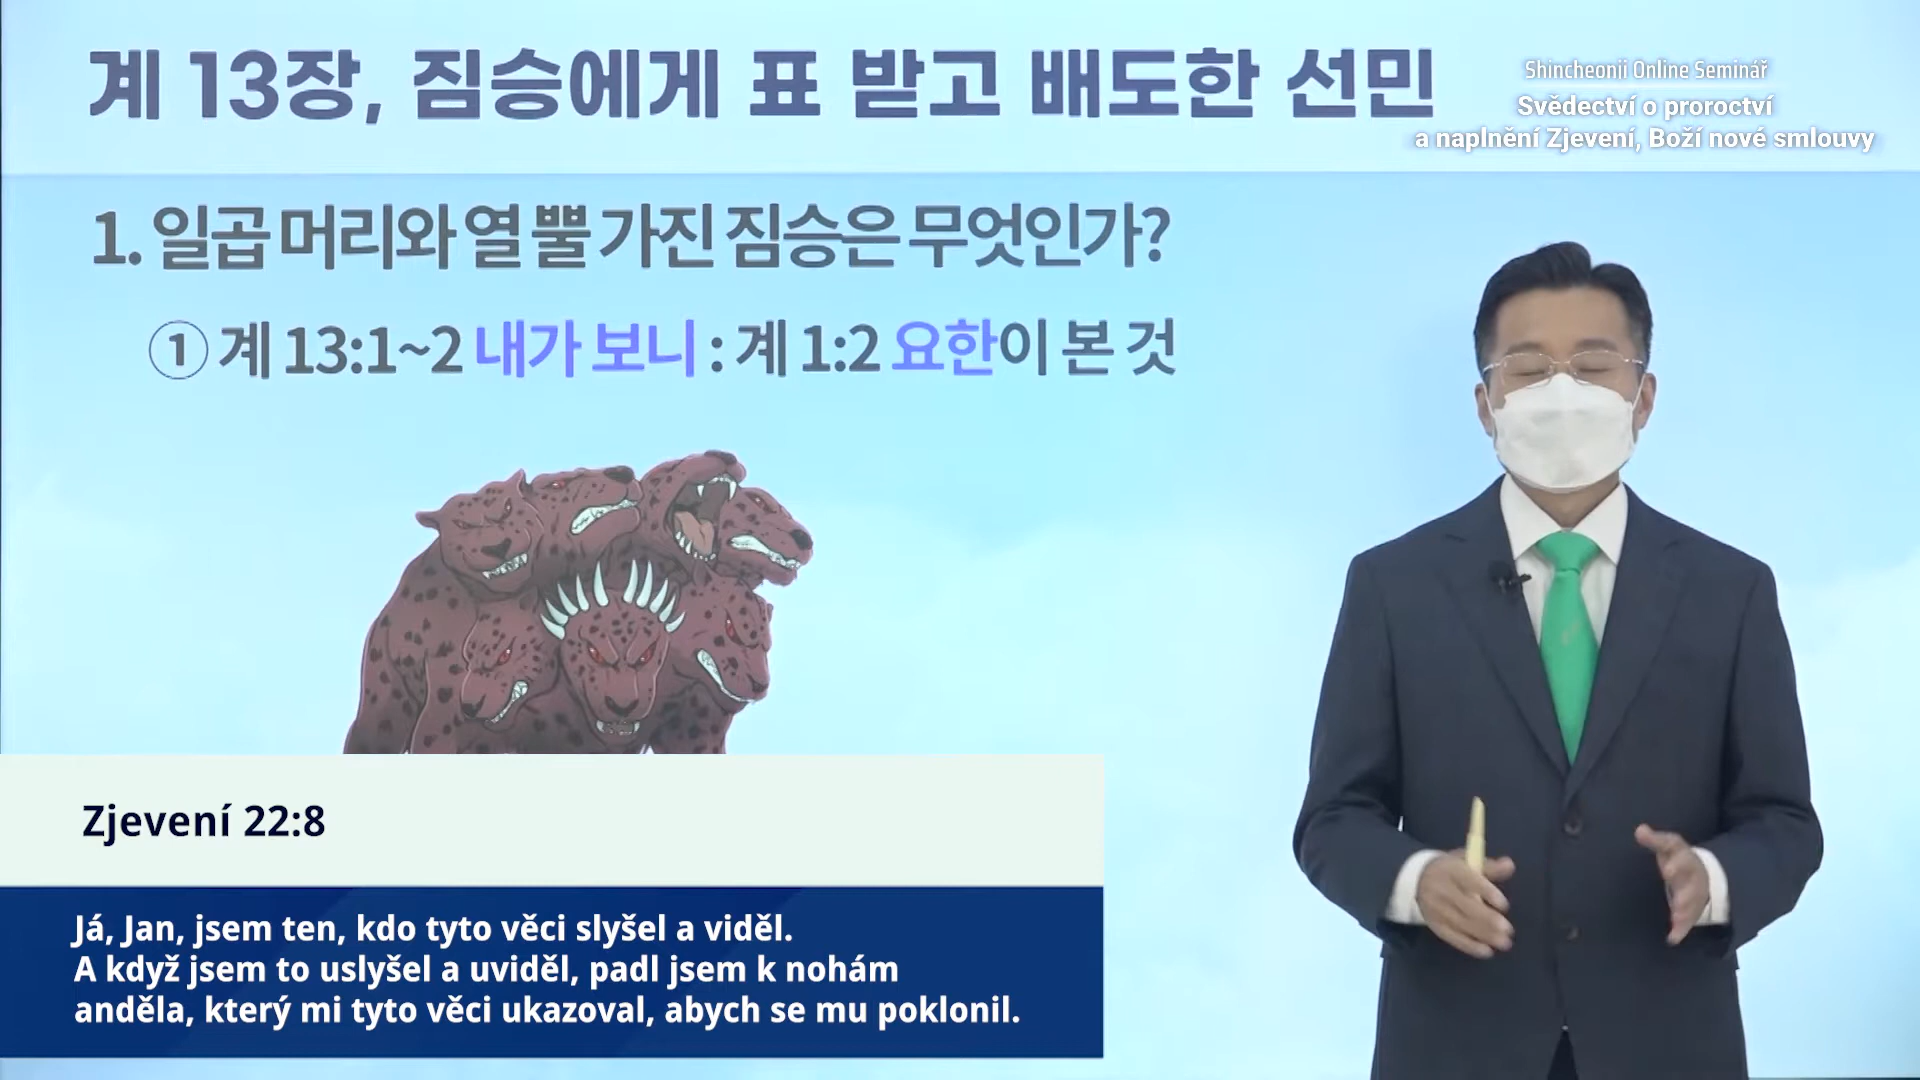 계 13장, 짐승에게 표 받고 배도한 선민
Shincheonji Online Seminář
Svědectví o proroctví
a naplnění Zjevení, Boží nové smlouvy
1. 일곱 머리와 열 뿔 가진 짐승은 무엇인가?
① 계 13:1~2 내가 보니 : 계 1:2 요한이 본 것
Zjevení 22:8
Já, Jan, jsem ten, kdo tyto věci slyšel a viděl.
A když jsem to uslyšel a uviděl, padl jsem k nohám
anděla, který mi tyto věci ukazoval, abych se mu poklonil.